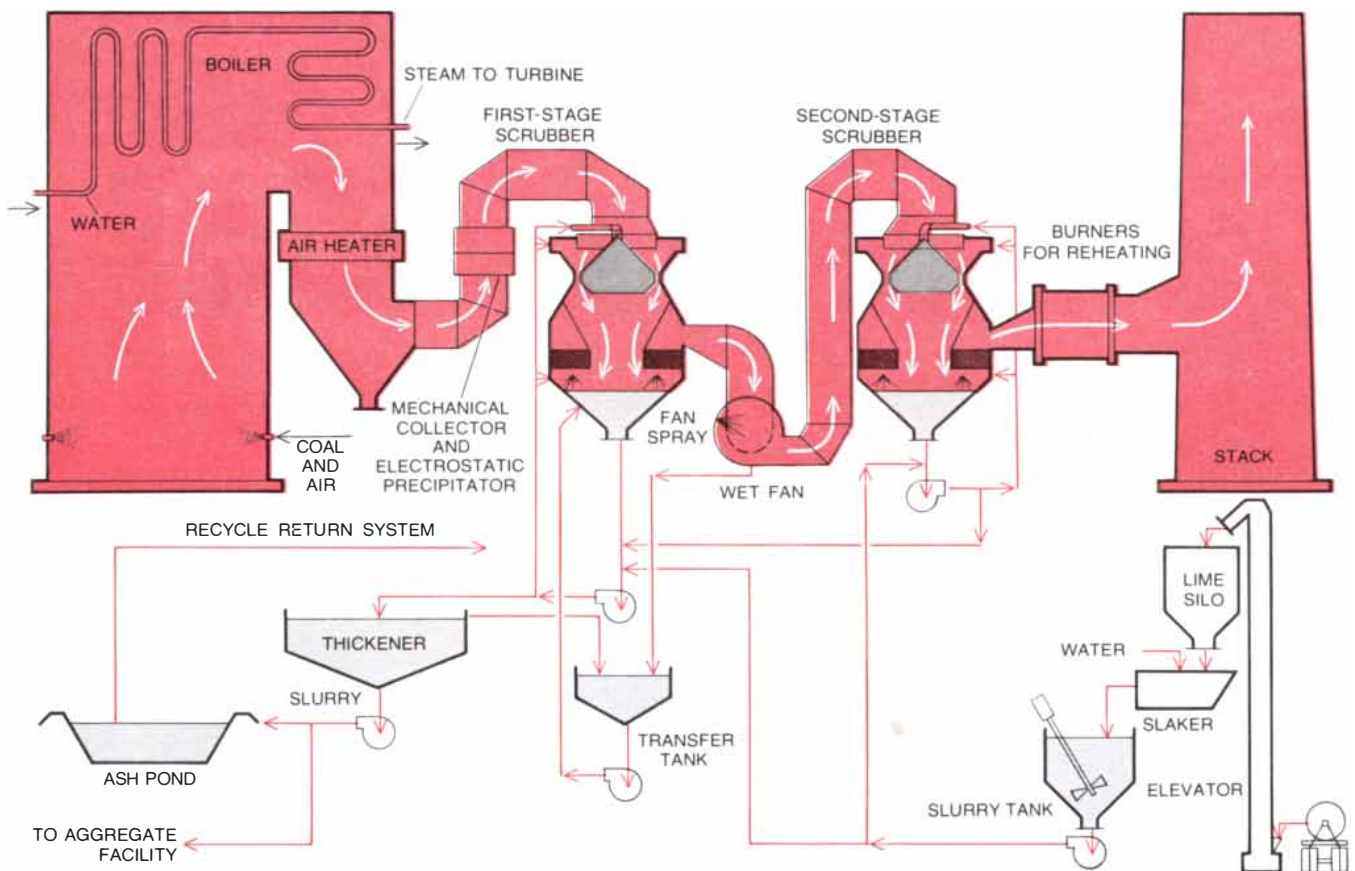 BOILER
STEAM TO TURBINE
WATER
AIR HEATER
COAL
AND
AIR
MECHANICAL
COLLECTOR
AND
ELECTROSTATIC
PRECIPITATOR
FIRST-STAGE
SCRUBBER
FAN
SPRAY
WET FAN
SECOND-STAGE
SCRUBBER
BURNERS
FOR REHEATING
STACK
RECYCLE RETURN SYSTEM
THICKENER
SLURRY
ASH POND
TO AGGREGATE
FACILITY
TRANSFER
TANK
LIME
SILO
WATER
SLAKER
ELEVATOR
SLURRY TANK